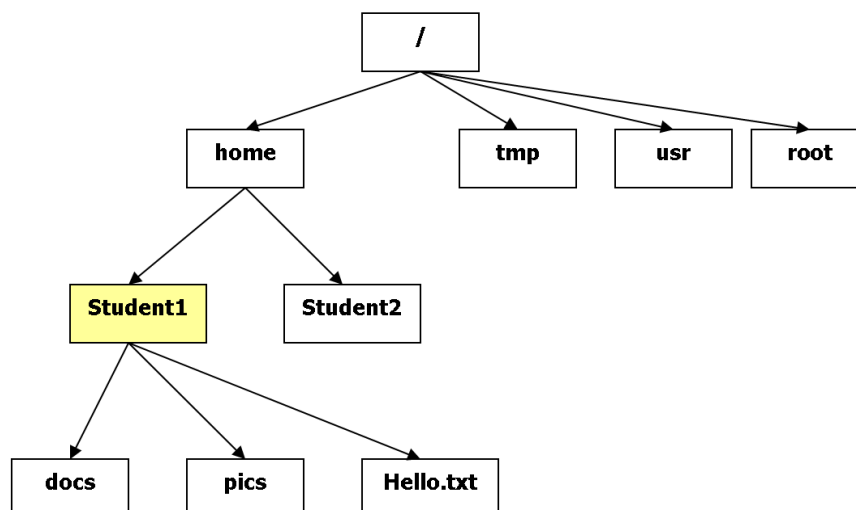 /
home
tmp
usr
root
Student1
Student2
docs
pics
Hello.txt